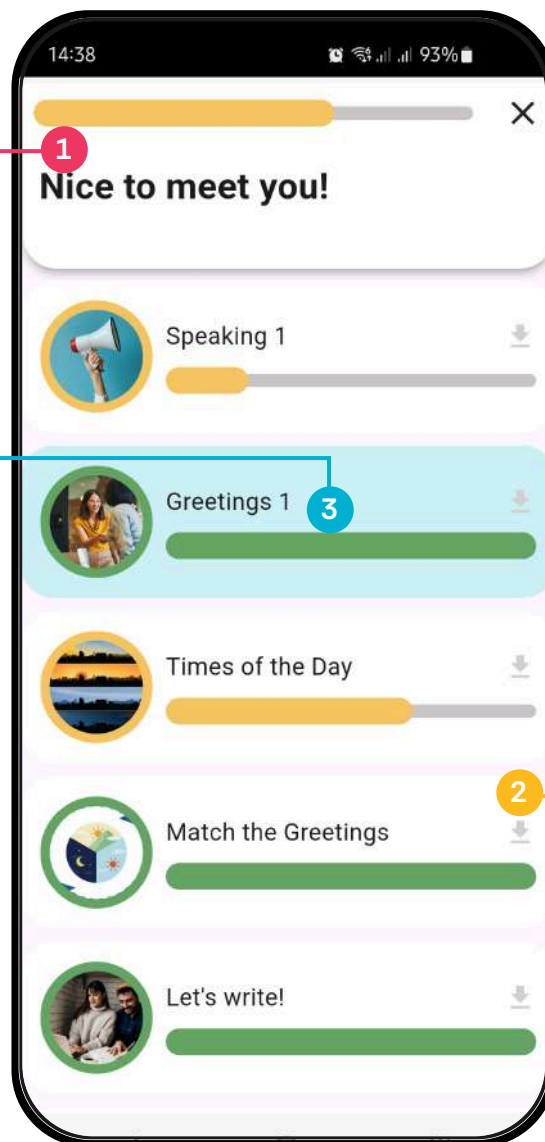 14:38 93%
1
Nice to meet you!
Speaking 1
Greetings 1 3
Times of the Day
2
Match the Greetings
Let's write!